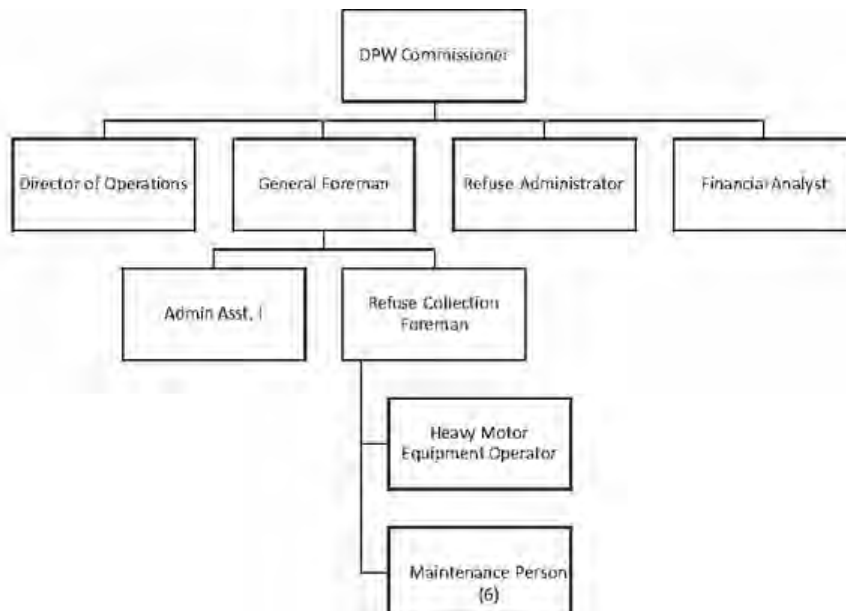 DPW Commissioner
Director of Operations
General Foreman
Refuse Administrator
Financial Analyst
Admin Asst. I
Refuse Collection
Foreman
Heavy Motor
Equipment Operator
Maintenance Person
(6)